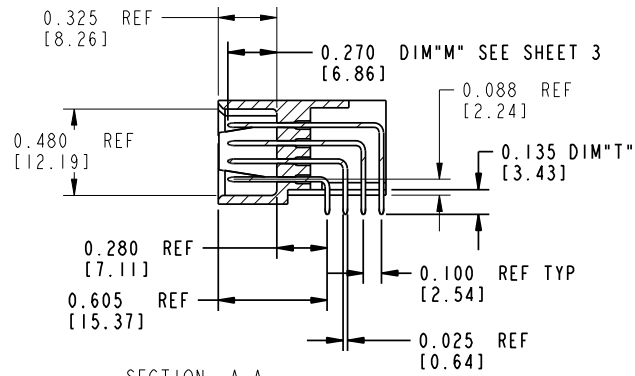 0.325 REF
[8.26]
0.270 DIM"M" SEE SHEET 3
[6.86]
0.088 REF
[2.24]
0.480 REF
[12.19]
0.135 DIM"T"
[3.43]
0.280 REF
[7.11]
0.100 REF TYP
[2.54]
0.605 REF
[15.37]
0.025 REF
[0.64]
SECTION A-A